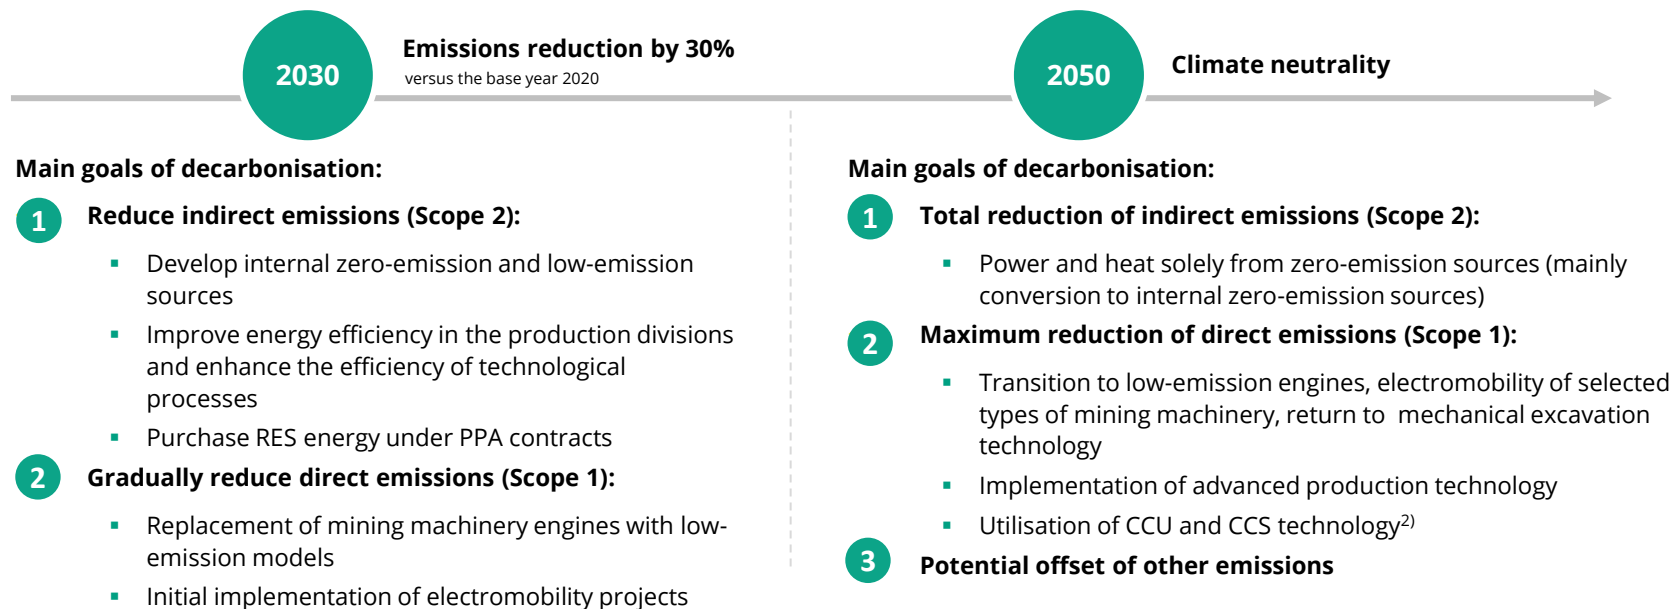 2030
Emissions reduction by 30%
versus the base year 2020
Main goals of decarbonisation:
1
Reduce indirect emissions (Scope 2):
▪ Develop internal zero-emission and low-emission
sources
▪ Improve energy efficiency in the production divisions
and enhance the efficiency of technological
processes
▪ Purchase RES energy under PPA contracts
2
Gradually reduce direct emissions (Scope 1):
▪ Replacement of mining machinery engines with low-
emission models
▪ Initial implementation of electromobility projects
2050
Climate neutrality
Main goals of decarbonisation:
1
Total reduction of indirect emissions (Scope 2):
▪ Power and heat solely from zero-emission sources (mainly
conversion to internal zero-emission sources)
2
Maximum reduction of direct emissions (Scope 1):
▪ Transition to low-emission engines, electromobility of selected
types of mining machinery, return to mechanical excavation
technology
▪ Implementation of advanced production technology
▪ Utilisation of CCU and CCS technology2)
3
Potential offset of other emissions